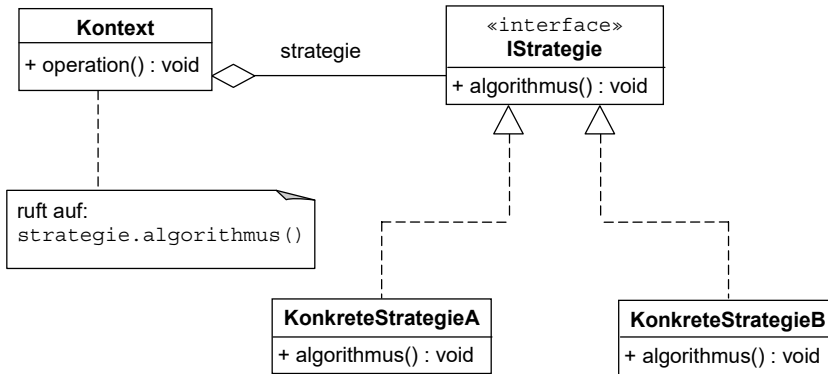 Kontext
+ operation() : void
strategie
«interface»
IStrategie
+ algorithmus() : void
ruft auf:
strategie.algorithmus()
KonkreteStrategieA
+ algorithmus() : void
KonkreteStrategieB
+ algorithmus() : void